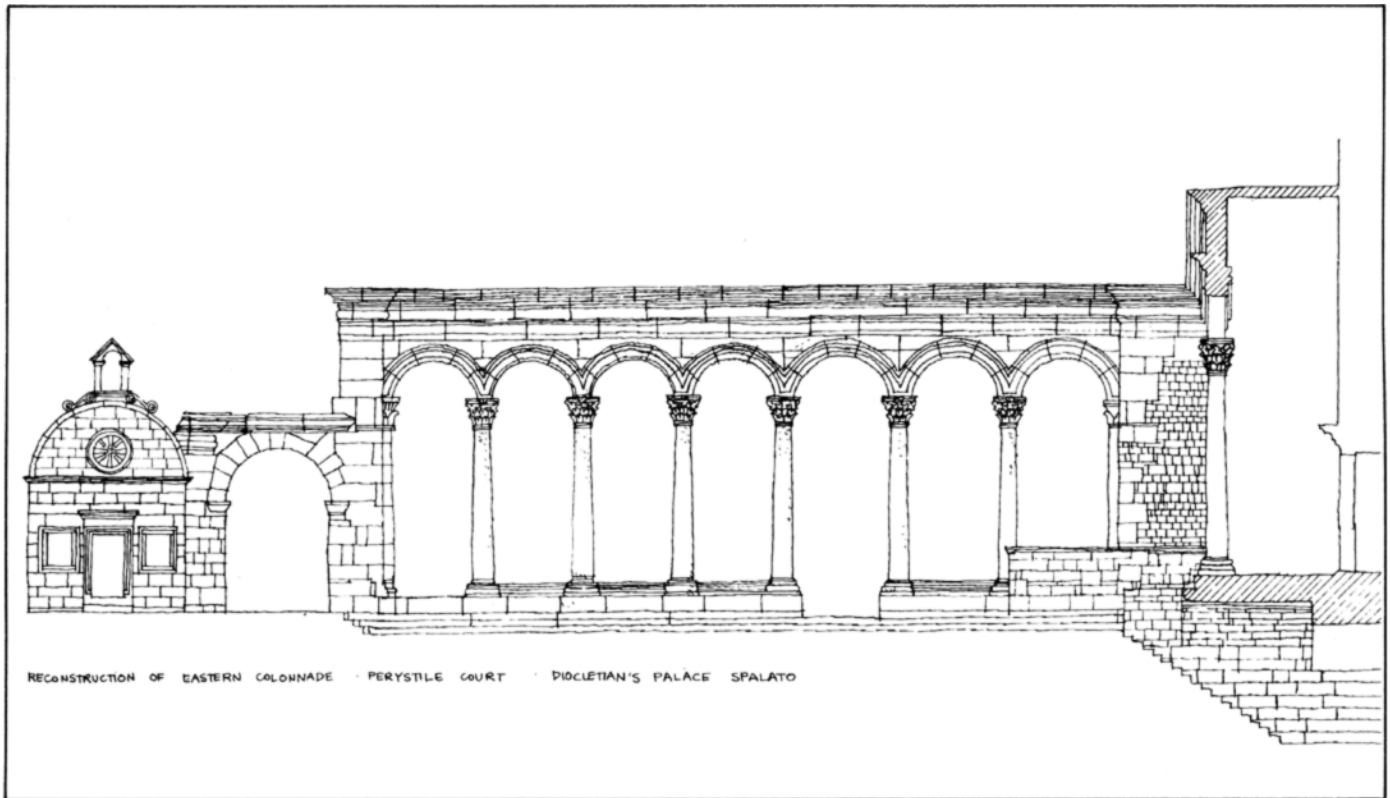 RECONSTRUCTION OF EASTERN COLONNADE · PERYSTILE COURT · DIOCLETIAN'S PALACE SPALATO